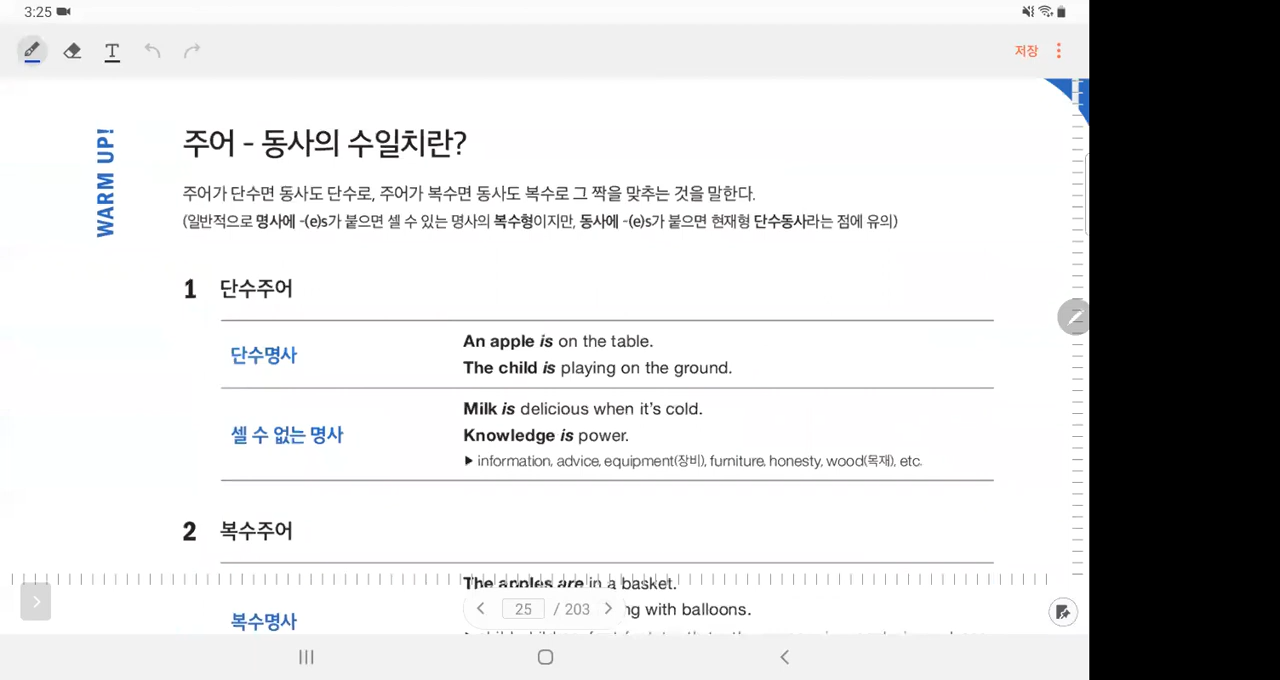 3:25
저장
WARM UP!
주어 - 동사의 수일치란?
주어가 단수면 동사도 단수로, 주어가 복수면 동사도 복수로 그 짝을 맞추는 것을 말한다.
(일반적으로 명사에 -(e)s가 붙으면 셀 수 있는 명사의 복수형이지만, 동사에 -(e)s가 붙으면 현재형 단수동사라는 점에 유의)
1 단수주어
단수명사
An apple is on the table.
The child is playing on the ground.
셀 수 없는 명사
Milk is delicious when it's cold.
Knowledge is power.
▶ information, advice, equipment(장비), furniture, honesty, wood(목재), etc.
2 복수주어
복수명사
The apples are in a basket.
with balloons.
25 / 203